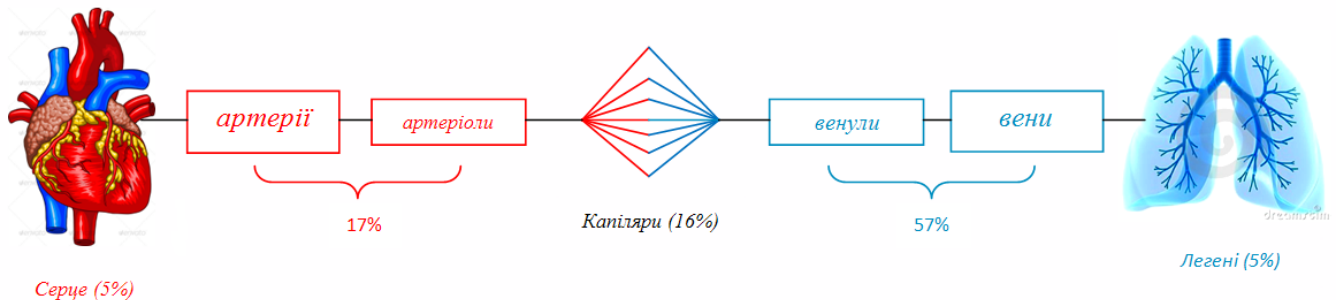 артерії
артеріоли
венули
вени
17%
Капіляри (16%)
57%
Серце (5%)
Легені (5%)